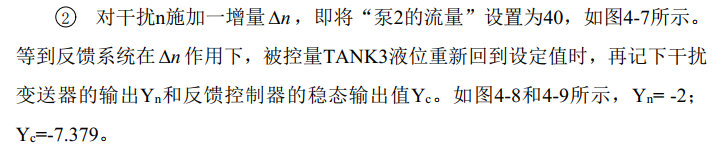 ② 对干扰n施加一增量Δn，即将“泵2的流量”设置为40，如图4-7所示。
等到反馈系统在Δn作用下，被控量TANK3液位重新回到设定值时，再记下干扰
变送器的输出Yn和反馈控制器的稳态输出值Yc。如图4-8和4-9所示，Yn= -2；
Yc=-7.379。